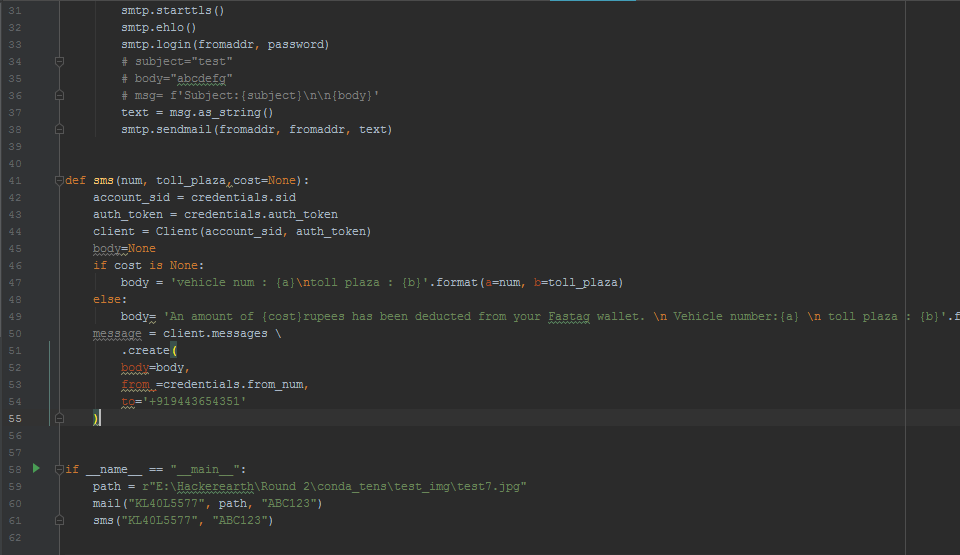 31 smtp.starttls()
32 smtp.ehlo()
33 smtp.login(fromaddr, password)
34 # subject="test"
35 # body="abcdefg"
36 # msg= f'Subject:{subject}\n\n{body}'
37 text = msg.as_string()
38 smtp.sendmail(fromaddr, fromaddr, text)
39
40
41 def sms(num, toll_plaza,cost=None):
42 account_sid = credentials.sid
43 auth_token = credentials.auth_token
44 client = Client(account_sid, auth_token)
45 body=None
46 if cost is None:
47 body = 'vehicle num : {a}\ntoll plaza : {b}'.format(a=num, b=toll_plaza)
48 else:
49 body= 'An amount of {cost}rupees has been deducted from your Fastag wallet. \n Vehicle number:{a} \n toll plaza : {b}'.f
50 message = client.messages \
51 .create(
52 body=body,
53 from_=credentials.from_num,
54 to='+919443654351'
55 )
56
57
58 if __name__ == "__main__":
59 path = r"E:\Hackerearth\Round 2\conda_tens\test_img\test7.jpg"
60 mail("KL40L5577", path, "ABC123")
61 sms("KL40L5577", "ABC123")
62